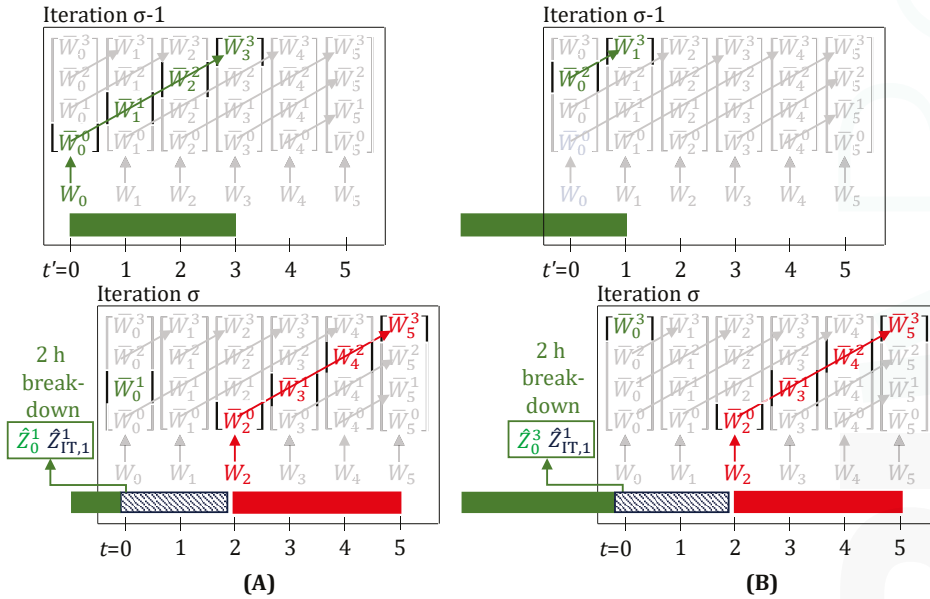 Iteration σ-1
W̄₀³ W̄₁³ W̄₂³ W̄₃³ W̄₄³ W̄₅³
W̄₀² W̄₁² W̄₂² W̄₃² W̄₄² W̄₅²
W̄₀¹ W̄₁¹ W̄₂¹ W̄₃¹ W̄₄¹ W̄₅¹
W̄₀⁰ W̄₁⁰ W̄₂⁰ W̄₃⁰ W̄₄⁰ W̄₅⁰
W₀ W₁ W₂ W₃ W₄ W₅
t'=0 1 2 3 4 5
Iteration σ
W̄₀³ W̄₁³ W̄₂³ W̄₃³ W̄₄³ W̄₅³
W̄₀² W̄₁² W̄₂² W̄₃² W̄₄² W̄₅²
W̄₀¹ W̄₁¹ W̄₂¹ W̄₃¹ W̄₄¹ W̄₅¹
W̄₀⁰ W̄₁⁰ W̄₂⁰ W̄₃⁰ W̄₄⁰ W̄₅⁰
W₀ W₁ W₂ W₃ W₄ W₅
2 h
break-
down
Ẑ₀¹ Ẑ¹_IT,1
t=0 1 2 3 4 5
(A)
Iteration σ-1
W̄₀³ W̄₁³ W̄₂³ W̄₃³ W̄₄³ W̄₅³
W̄₀² W̄₁² W̄₂² W̄₃² W̄₄² W̄₅²
W̄₀¹ W̄₁¹ W̄₂¹ W̄₃¹ W̄₄¹ W̄₅¹
W̄₀⁰ W̄₁⁰ W̄₂⁰ W̄₃⁰ W̄₄⁰ W̄₅⁰
W₀ W₁ W₂ W₃ W₄ W₅
t'=0 1 2 3 4 5
Iteration σ
W̄₀³ W̄₁³ W̄₂³ W̄₃³ W̄₄³ W̄₅³
W̄₀² W̄₁² W̄₂² W̄₃² W̄₄² W̄₅²
W̄₀¹ W̄₁¹ W̄₂¹ W̄₃¹ W̄₄¹ W̄₅¹
W̄₀⁰ W̄₁⁰ W̄₂⁰ W̄₃⁰ W̄₄⁰ W̄₅⁰
W₀ W₁ W₂ W₃ W₄ W₅
2 h
break-
down
Ẑ₀³ Ẑ¹_IT,1
t=0 1 2 3 4 5
(B)